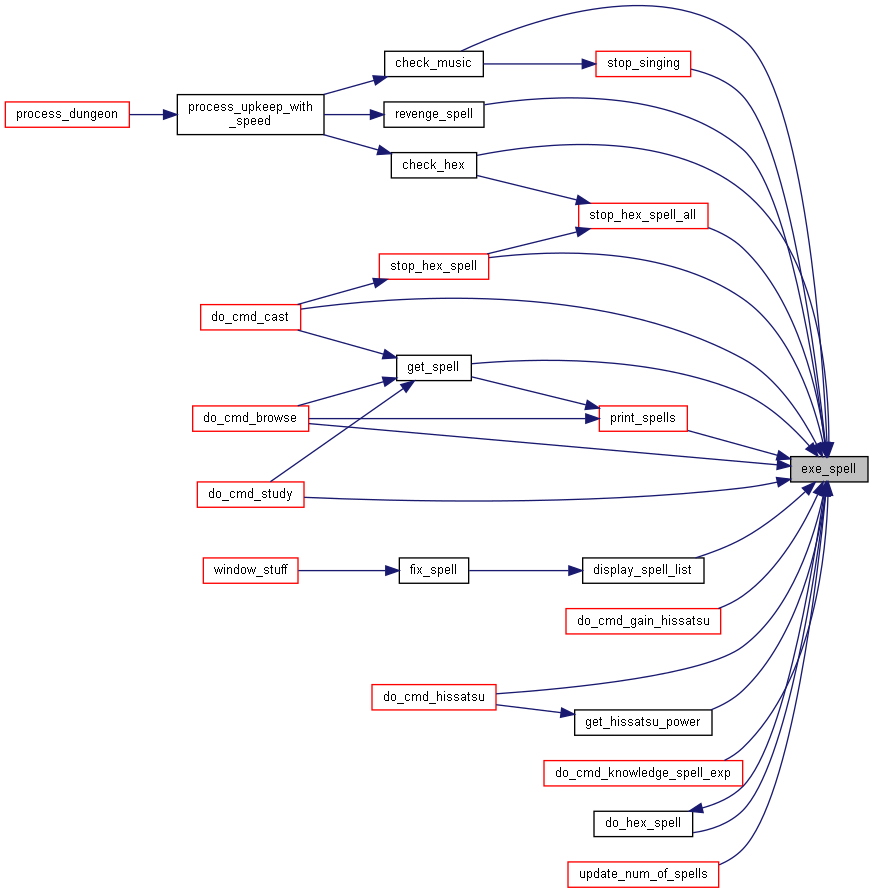 check_music
stop_singing
process_dungeon
process_upkeep_with
_speed
revenge_spell
check_hex
stop_hex_spell_all
stop_hex_spell
do_cmd_cast
get_spell
do_cmd_browse
print_spells
exe_spell
do_cmd_study
window_stuff
fix_spell
display_spell_list
do_cmd_gain_hissatsu
do_cmd_hissatsu
get_hissatsu_power
do_cmd_knowledge_spell_exp
do_hex_spell
update_num_of_spells